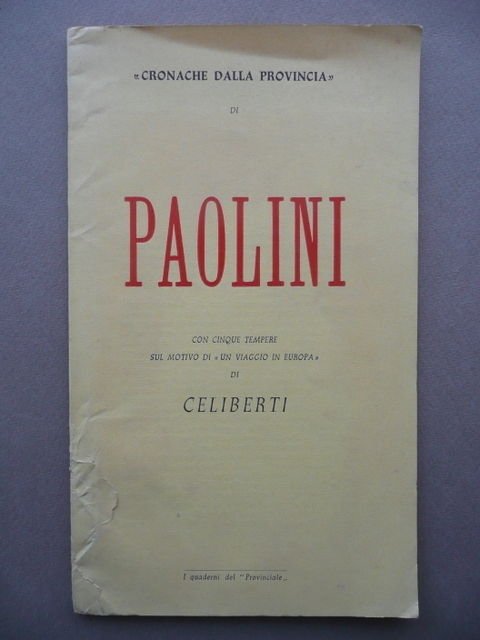 «CRONACHE DALLA PROVINCIA»
DI
PAOLINI
CON CINQUE TEMPERE
SUL MOTIVO DI «UN VIAGGIO IN EUROPA»
DI
CELIBERTI
I quaderni del "Provinciale„